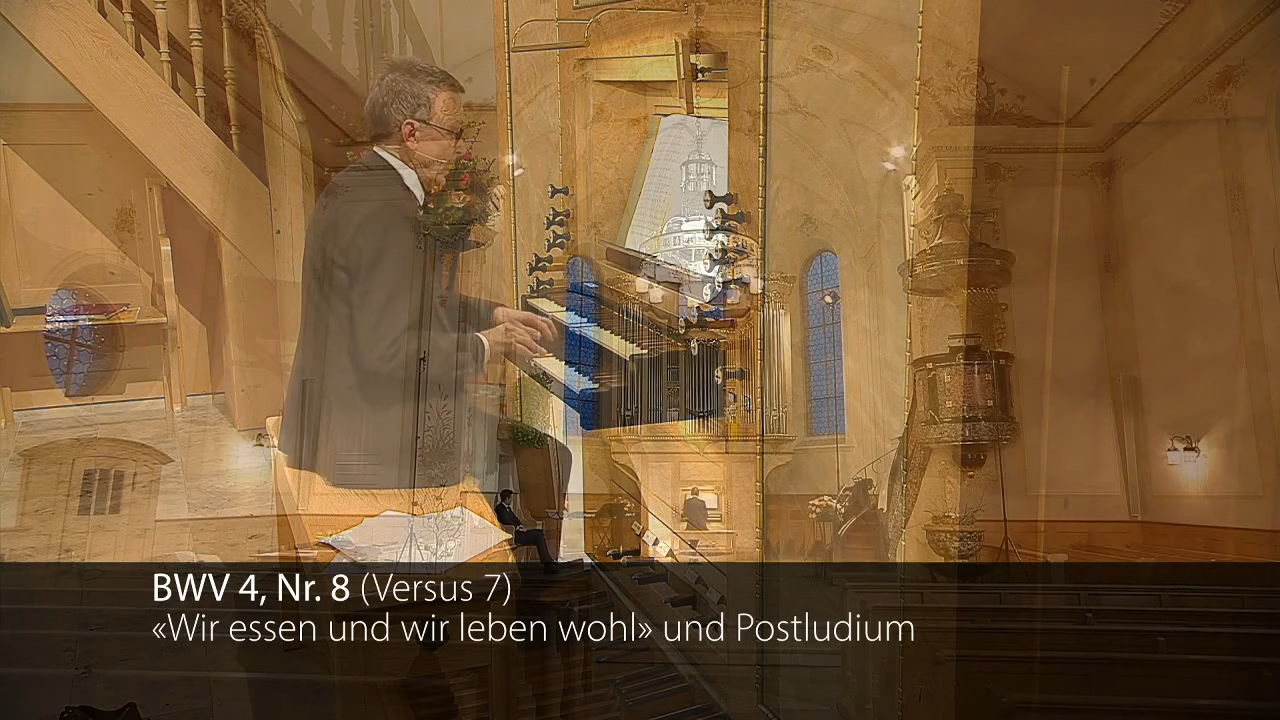 BWV 4, Nr. 8 (Versus 7)
«Wir essen und wir leben wohl» und Postludium